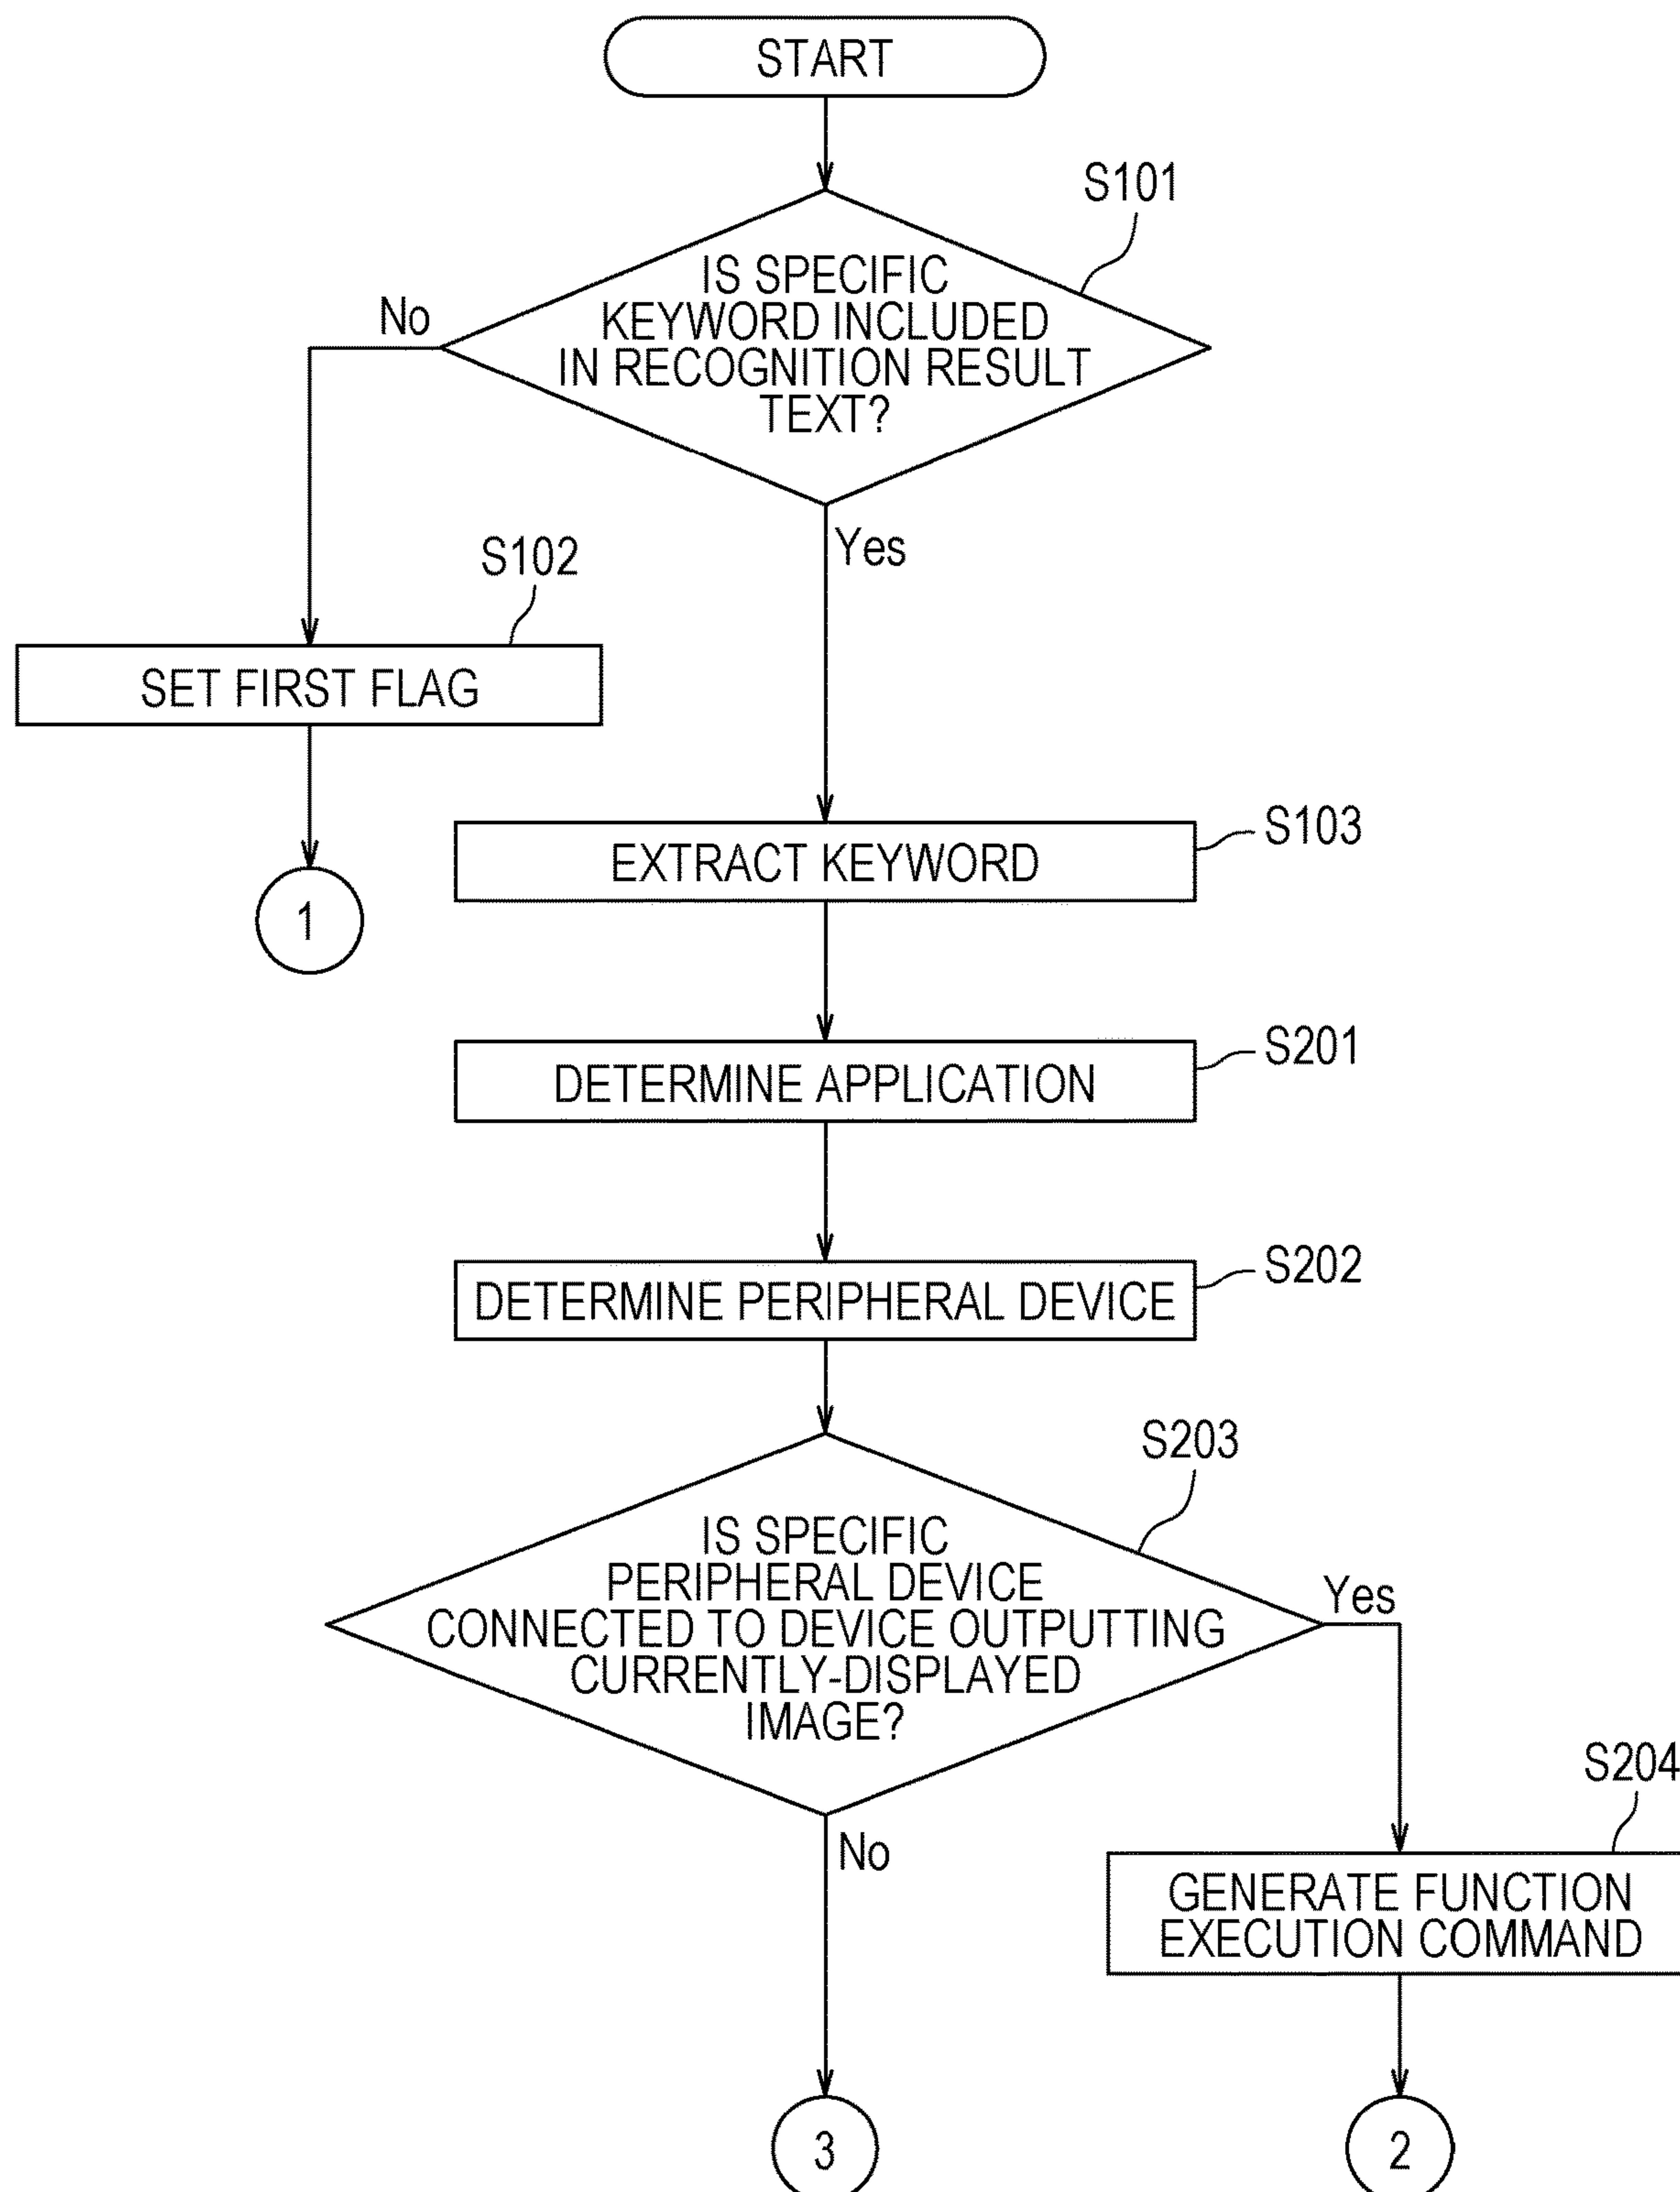 START
S101
IS SPECIFIC
KEYWORD INCLUDED
IN RECOGNITION RESULT
TEXT?
No
Yes
S102
SET FIRST FLAG
1
S103
EXTRACT KEYWORD
S201
DETERMINE APPLICATION
S202
DETERMINE PERIPHERAL DEVICE
S203
IS SPECIFIC
PERIPHERAL DEVICE
CONNECTED TO DEVICE OUTPUTTING
CURRENTLY-DISPLAYED
IMAGE?
Yes
No
S204
GENERATE FUNCTION
EXECUTION COMMAND
3
2